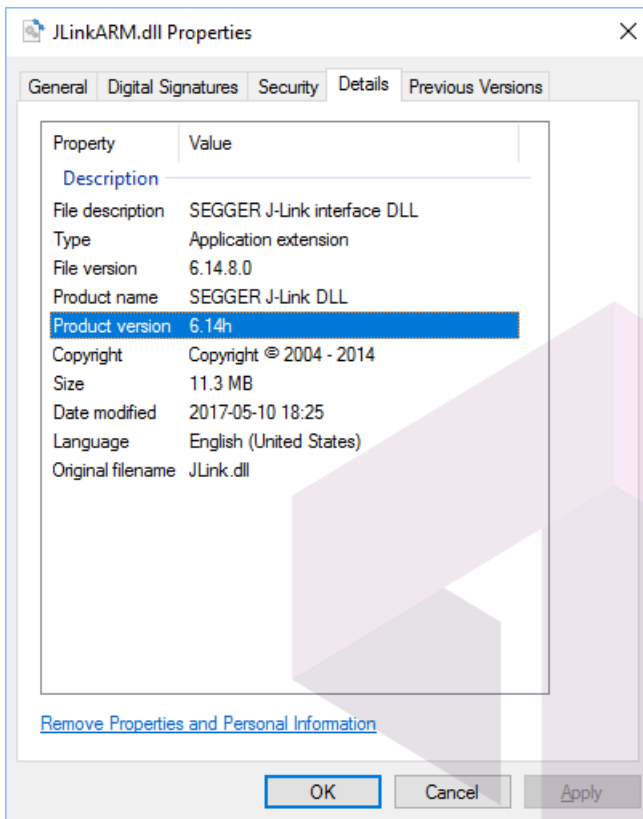 JLinkARM.dll Properties
General Digital Signatures Security Details Previous Versions
Property Value
Description
File description SEGGER J-Link interface DLL
Type Application extension
File version 6.14.8.0
Product name SEGGER J-Link DLL
Product version 6.14h
Copyright Copyright © 2004 - 2014
Size 11.3 MB
Date modified 2017-05-10 18:25
Language English (United States)
Original filename JLink.dll
Remove Properties and Personal Information
OK Cancel Apply